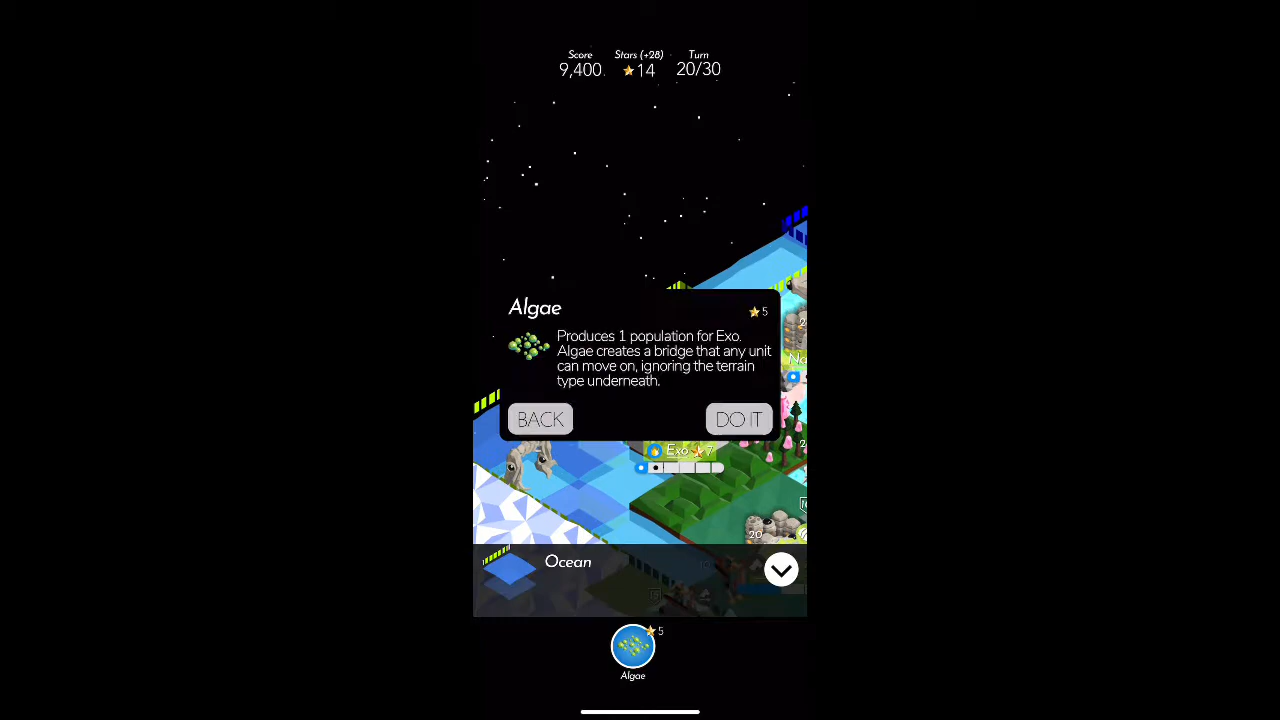 Score
Stars (+28)
Turn
9,400
14
20/30
Algae
5
Produces 1 population for Exo.
Algae creates a bridge that any unit
can move on, ignoring the terrain
type underneath.
BACK
DO IT
Exo 7
20
Ocean
5
Algae